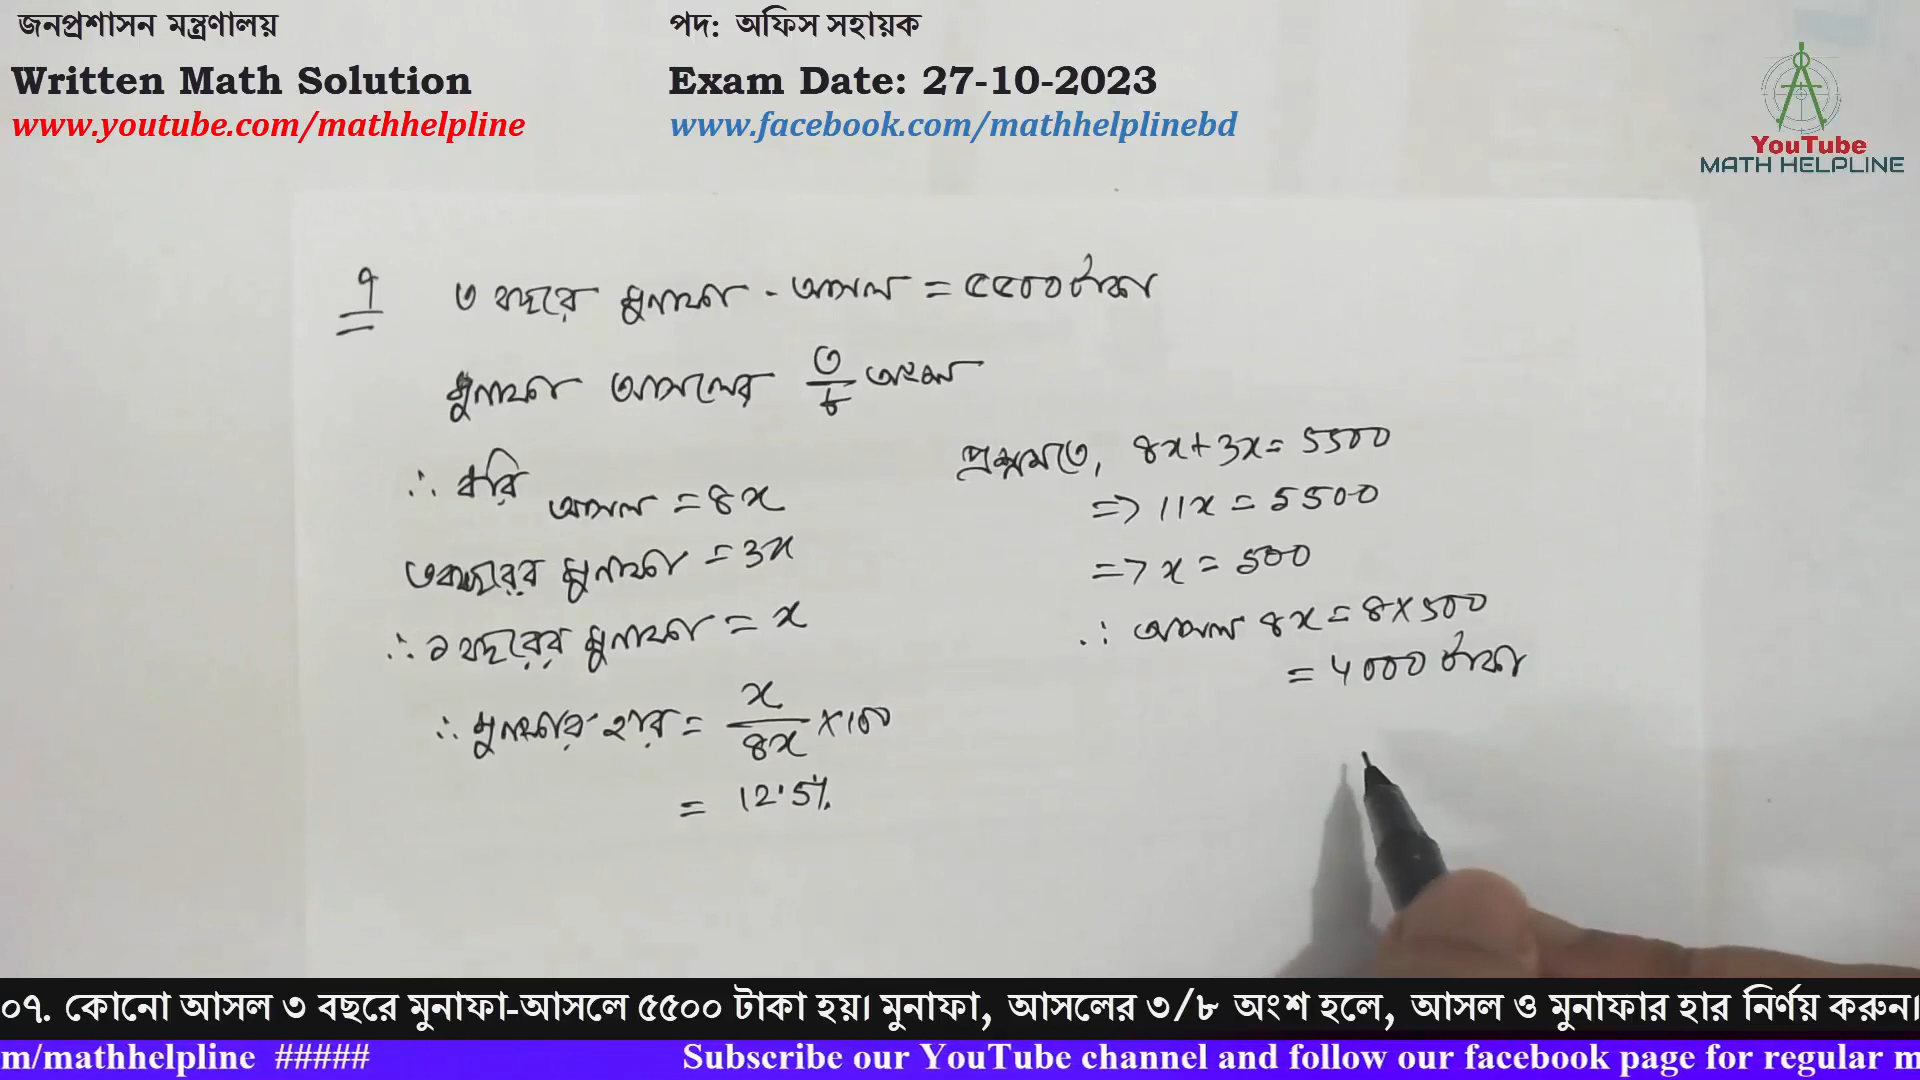 জনপ্রশাসন মন্ত্রণালয়
পদ: অফিস সহায়ক
Written Math Solution
Exam Date: 27-10-2023
www.youtube.com/mathhelpline
www.facebook.com/mathhelplinebd
YouTube
MATH HELPLINE
৭
৩ বছরে মুনাফা - আসল = ৫৫০০ টাকা
মুনাফা আসলের ৩/৮ অংশ
∴ ধরি
আসল = 8x
৩ বছরের মুনাফা = 3x
∴ ১ বছরের মুনাফা = x
∴ মুনাফার হার = x/8x × 100
= 12.5%
প্রশ্নমতে, 8x + 3x = 5500
=> 11x = 5500
=> x = 500
∴ আসল 8x = 8 × 500
= 4000 টাকা
০৭. কোনো আসল ৩ বছরে মুনাফা-আসলে ৫৫০০ টাকা হয়। মুনাফা, আসলের ৩/৮ অংশ হলে, আসল ও মুনাফার হার নির্ণয় করুন।
m/mathhelpline ##### Subscribe our YouTube channel and follow our facebook page for regular m